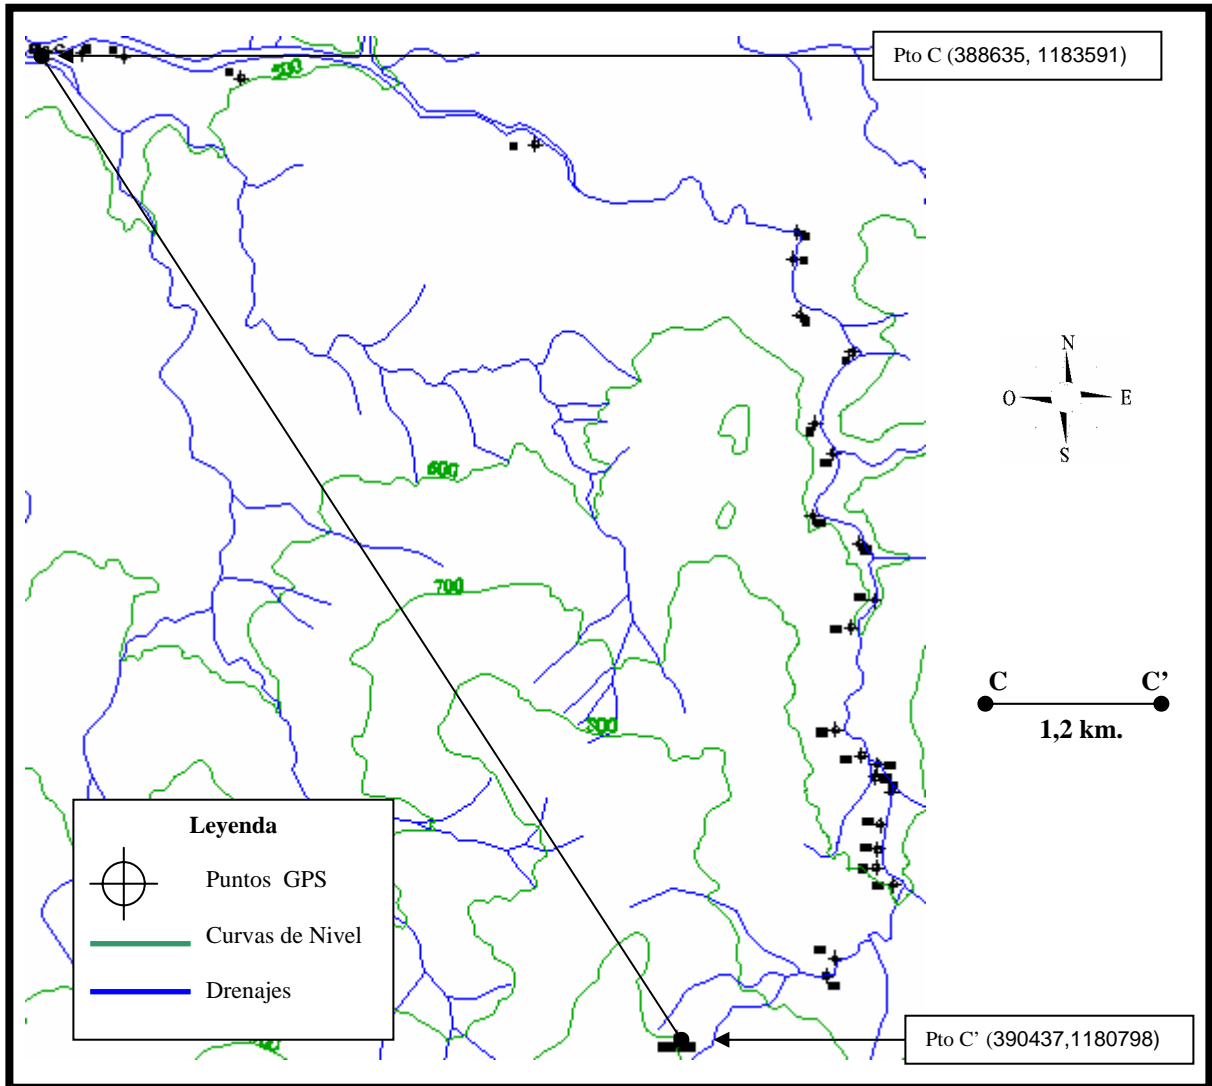 Pto C (388635, 1183591)
500
N
O E
S
600
700
C C’
800
1,2 km.
Leyenda
Puntos GPS
Curvas de Nivel
Drenajes
Pto C’ (390437,1180798)